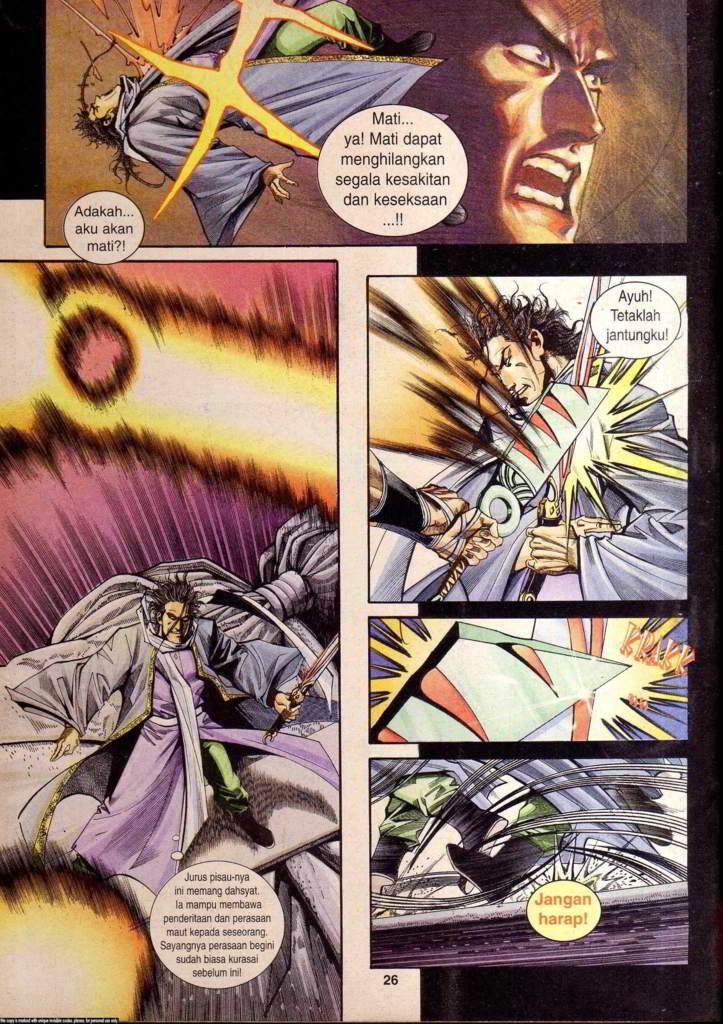 Mati...
ya! Mati dapat
menghilangkan
segala kesakitan
dan keseksaan
...!!
Adakah...
aku akan
mati?!
Ayuh!
Tetaklah
jantungku!
KRAKK
Jurus pisau-nya
ini memang dahsyat.
Ia mampu membawa
penderitaan dan perasaan
maut kepada seseorang.
Sayangnya perasaan begini
sudah biasa kurasai
sebelum ini!
Jangan
harap!
26